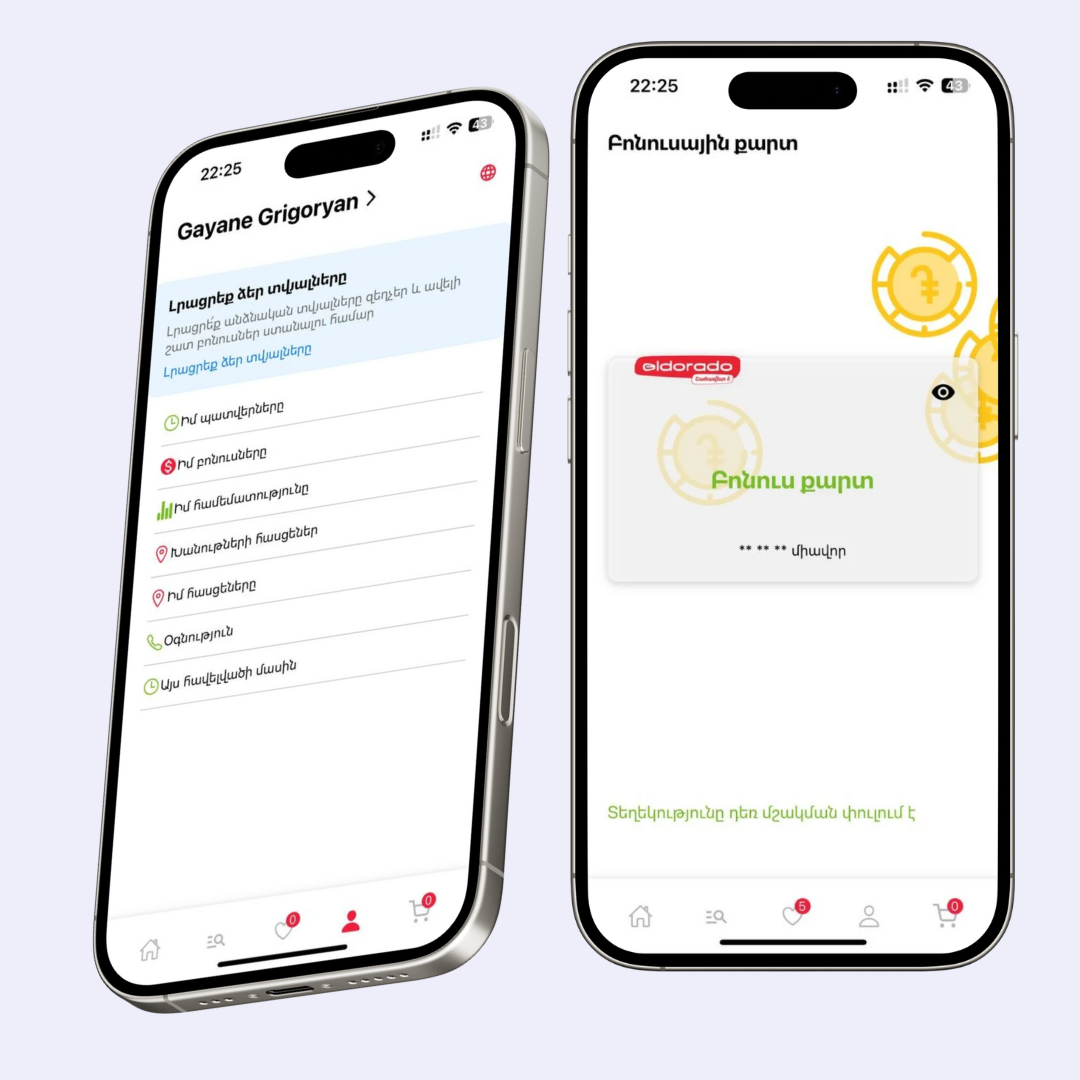 22:25
43
Gayane Grigoryan
Լրացրեք ձեր տվյալները
Լրացրե՛ք անձնական տվյալները զեղչեր և ավելի
շատ բոնուսներ ստանալու համար
Լրացրեք ձեր տվյալները
Իմ պատվերները
Իմ բոնուսները
Իմ համեմատությունը
Խանութների հասցեներ
Իմ հասցեները
Օգնություն
Այս հավելվածի մասին
0
0
22:25
43
Բոնուսային քարտ
eldorado
Բոնուս քարտ
** ** ** միավոր
Տեղեկությունը դեռ մշակման փուլում է
5
0